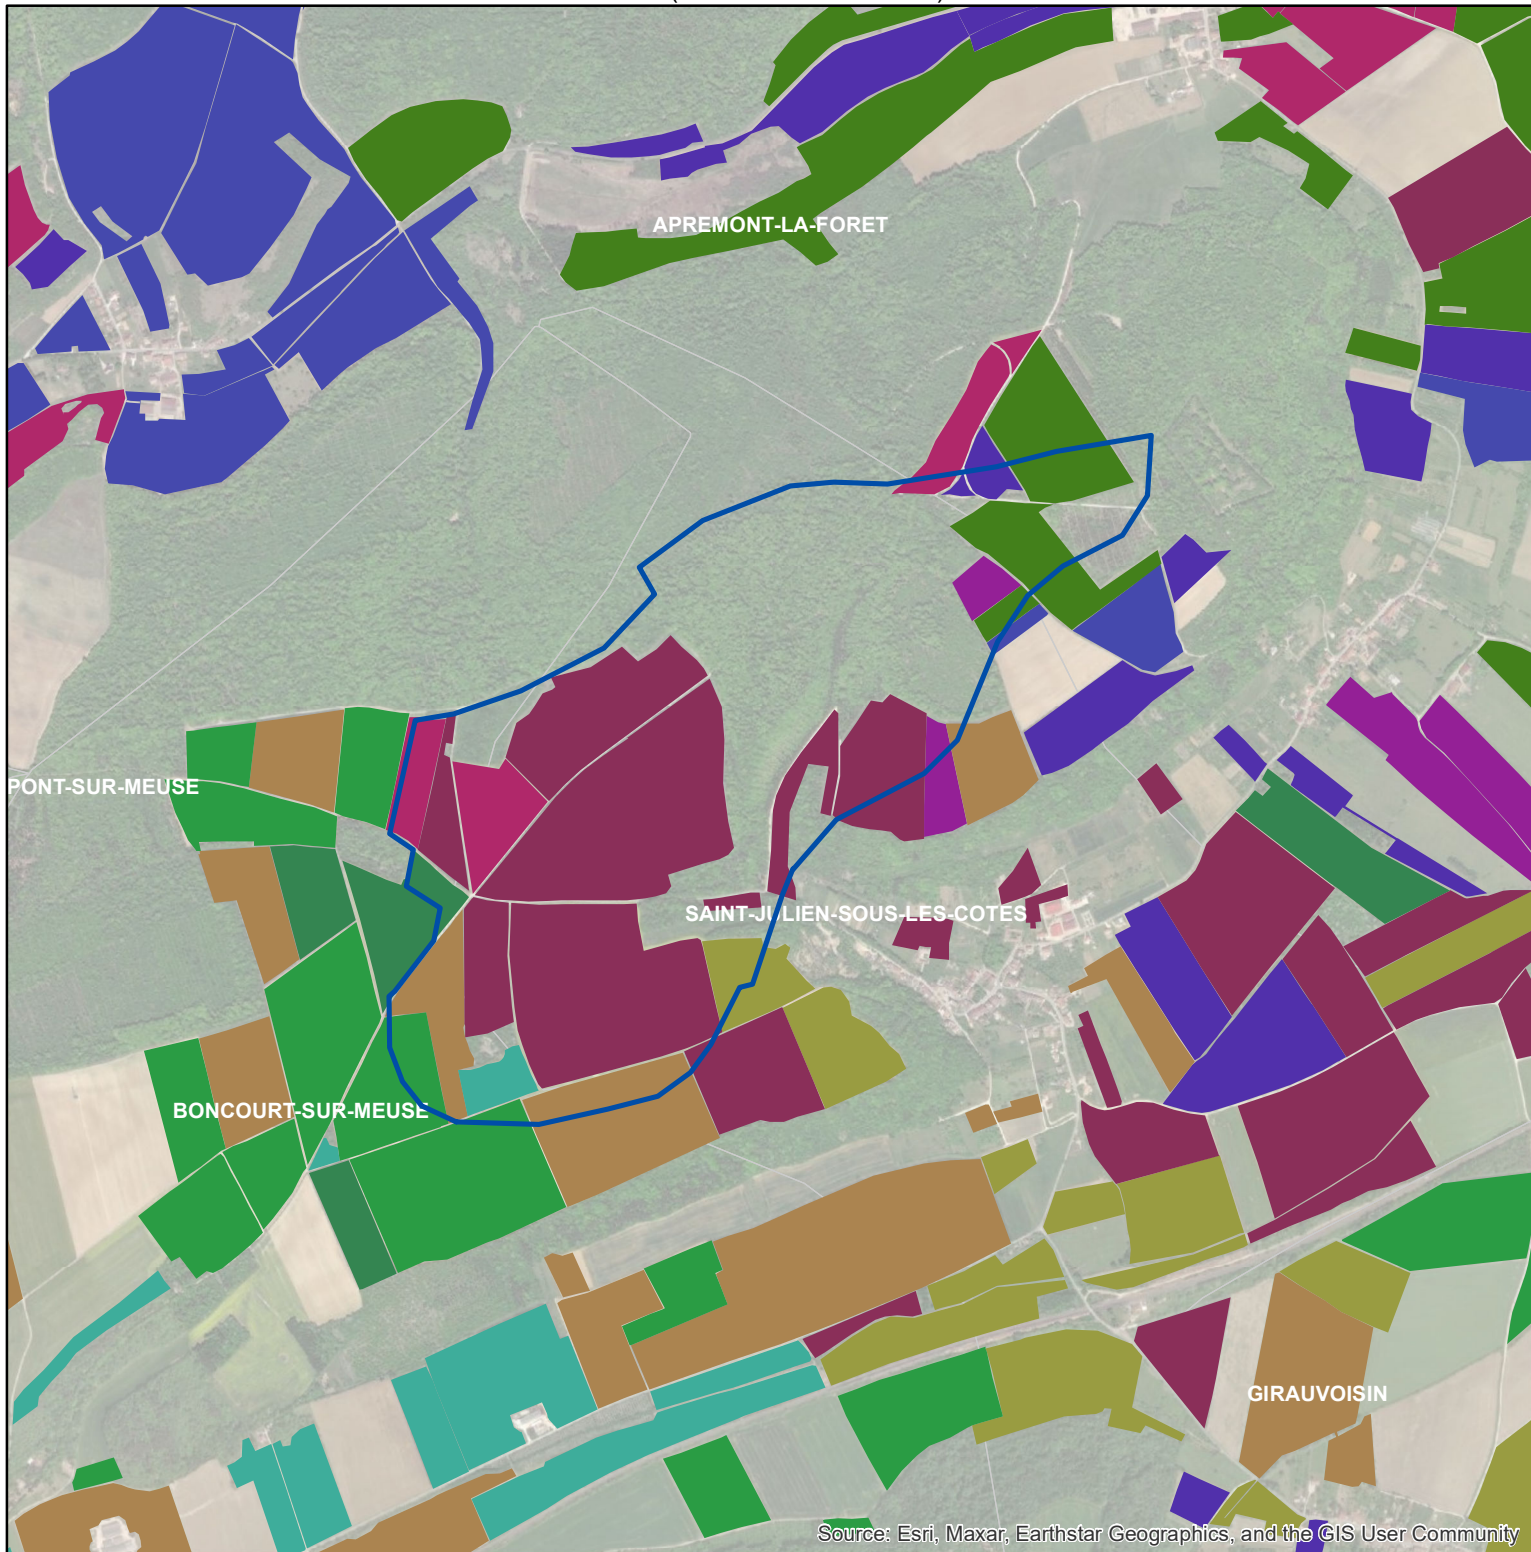 APREMONT-LA-FORET
PONT-SUR-MEUSE
SAINT-JULIEN-SOUS-LES-COTES
BONCOURT-SUR-MEUSE
GIRAUVOISIN
Source: Esri, Maxar, Earthstar Geographics, and the GIS User Community